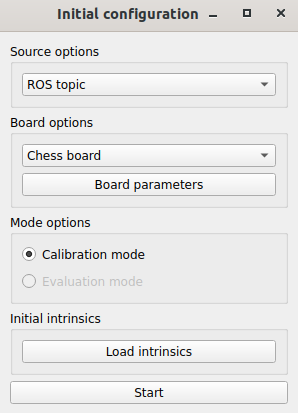 Initial configuration
Source options
ROS topic
Board options
Chess board
Board parameters
Mode options
Calibration mode
Evaluation mode
Initial intrinsics
Load intrinsics
Start